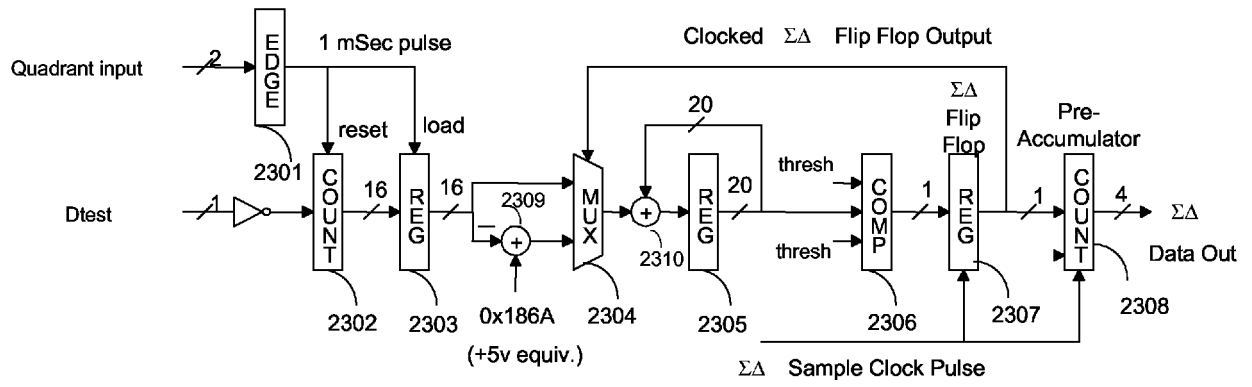 Clocked ΣΔ Flip Flop Output
1 mSec pulse
Quadrant input
2
EDGE
2301
reset
load
20
ΣΔ
Flip
Flop
Pre-
Accumulator
Dtest
1
COUNT
16
REG
16
−
2309
+
MUX
+
2310
REG
20
thresh
thresh
COMP
1
REG
1
COUNT
4
ΣΔ
Data Out
2302
2303
0x186A
(+5v equiv.)
2304
2305
2306
2307
2308
ΣΔ Sample Clock Pulse